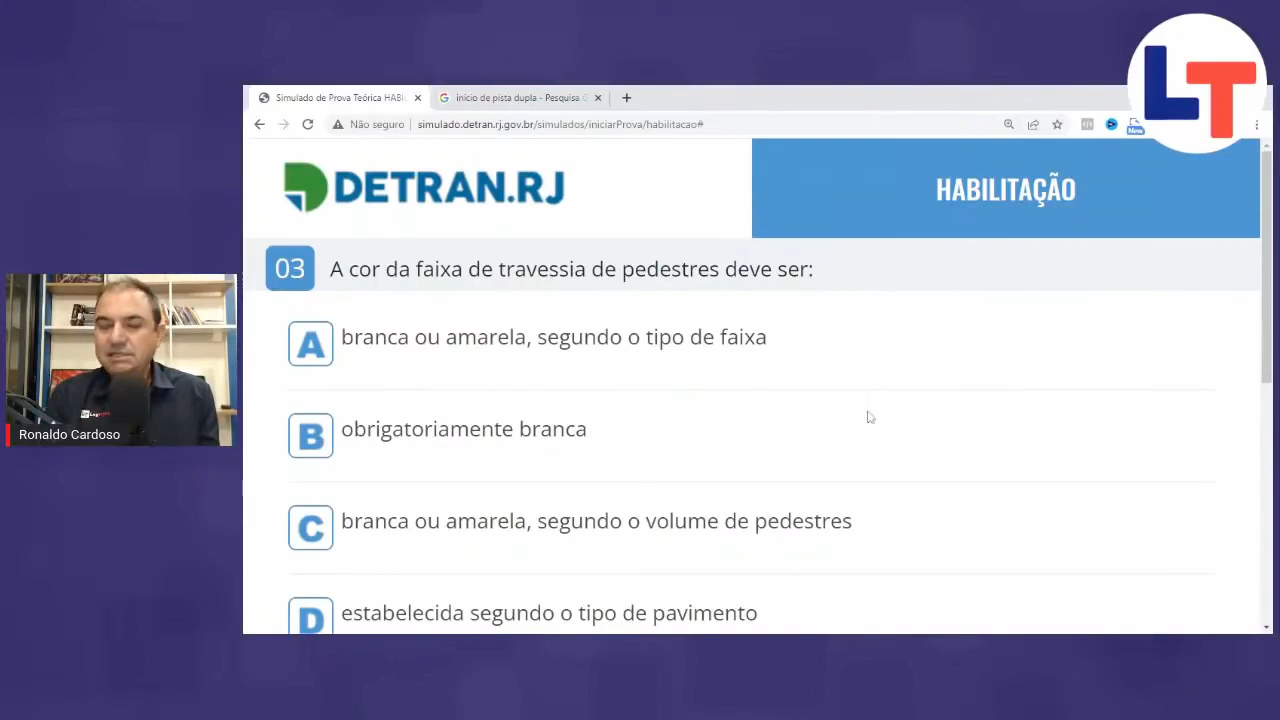 LT
Simulado de Prova Teórica HABI
início de pista dupla - Pesquisa G
Não seguro
simulado.detran.rj.gov.br/simulados/iniciarProva/habilitacao#
New
DETRAN.RJ
HABILITAÇÃO
03 A cor da faixa de travessia de pedestres deve ser:
A branca ou amarela, segundo o tipo de faixa
B obrigatoriamente branca
C branca ou amarela, segundo o volume de pedestres
D estabelecida segundo o tipo de pavimento
Ronaldo Cardoso